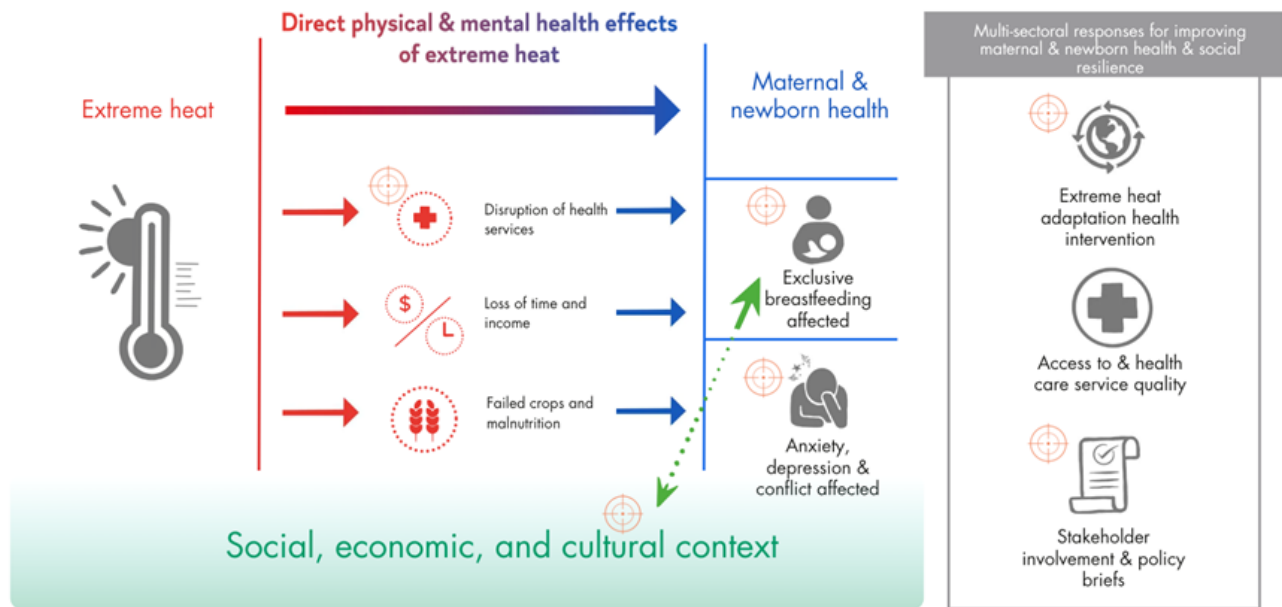 Direct physical & mental health effects
of extreme heat
Extreme heat
Maternal &
newborn health
Disruption of health
services
$
Loss of time and
income
Failed crops and
malnutrition
Exclusive
breastfeeding
affected
Anxiety,
depression &
conflict affected
Social, economic, and cultural context
Multi-sectoral responses for improving
maternal & newborn health & social
resilience
Extreme heat
adaptation health
intervention
Access to & health
care service quality
Stakeholder
involvement & policy
briefs